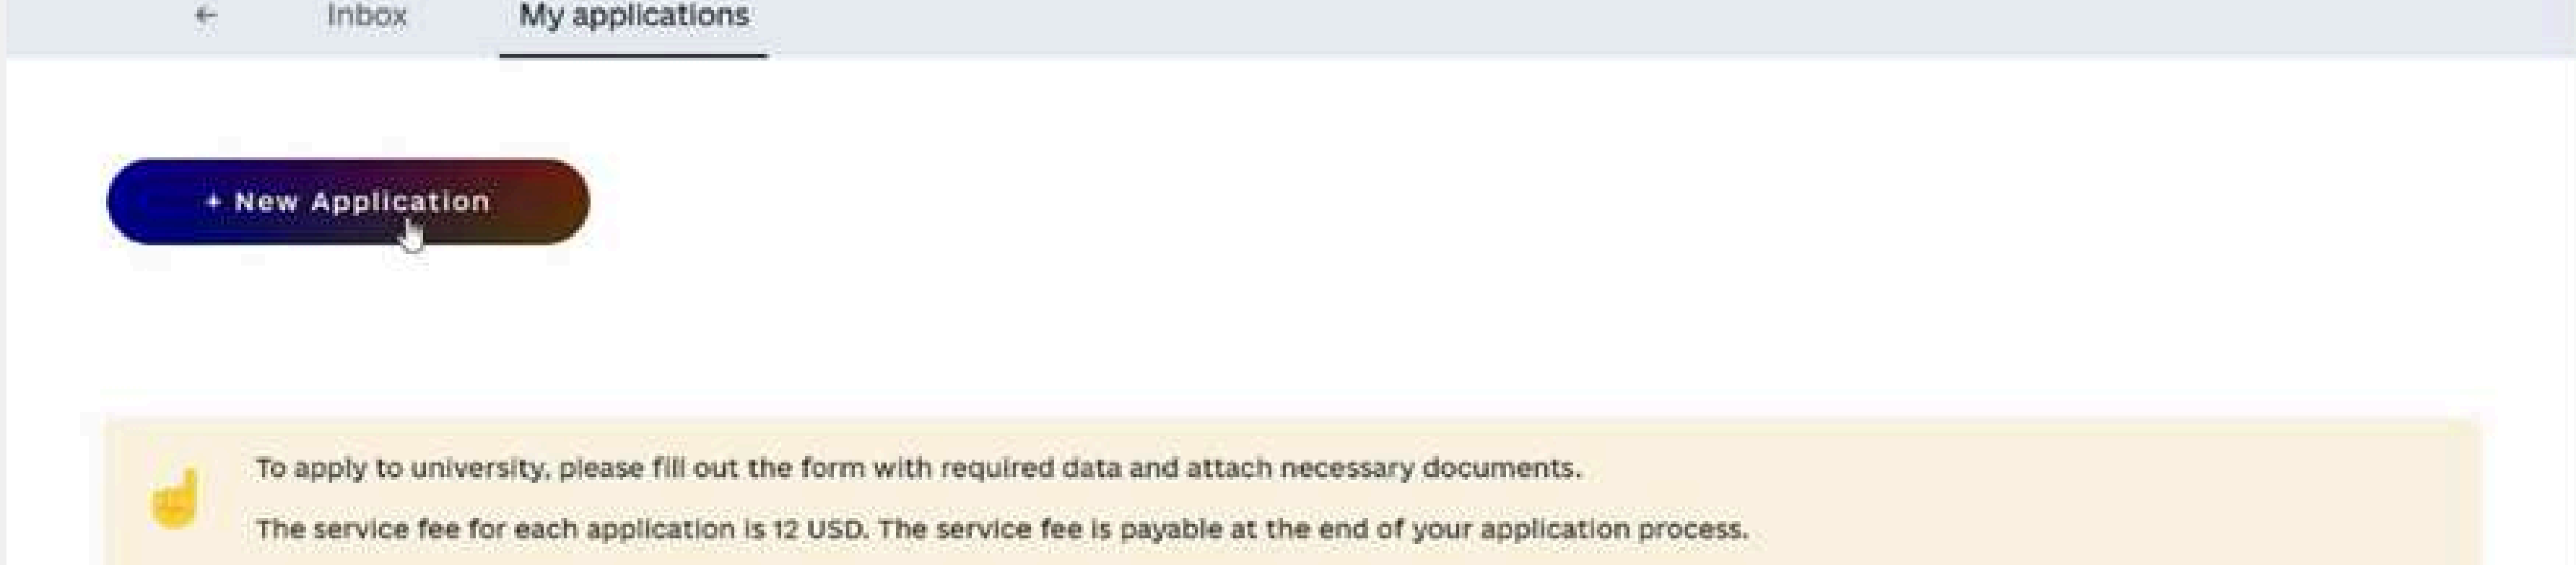 ← Inbox My applications
+ New Application
To apply to university, please fill out the form with required data and attach necessary documents.
The service fee for each application is 12 USD. The service fee is payable at the end of your application process.